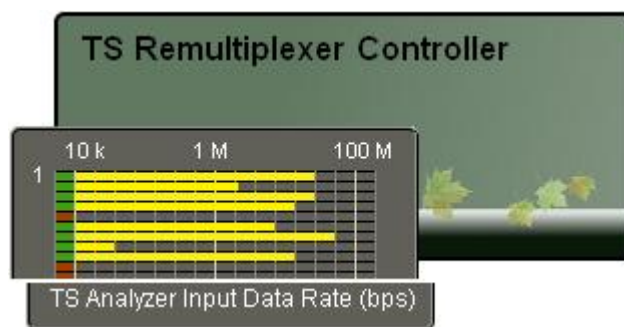 TS Remultiplexer Controller
10 k 1 M 100 M
1
TS Analyzer Input Data Rate (bps)